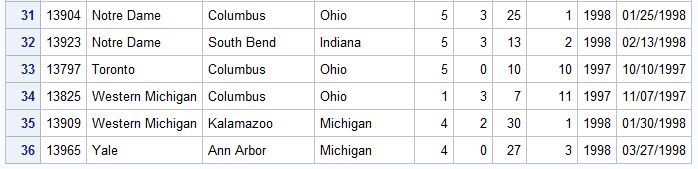 31 13904 Notre Dame Columbus Ohio 5 3 25 1 1998 01/25/1998
32 13923 Notre Dame South Bend Indiana 5 3 13 2 1998 02/13/1998
33 13797 Toronto Columbus Ohio 5 0 10 10 1997 10/10/1997
34 13825 Western Michigan Columbus Ohio 1 3 7 11 1997 11/07/1997
35 13909 Western Michigan Kalamazoo Michigan 4 2 30 1 1998 01/30/1998
36 13965 Yale Ann Arbor Michigan 4 0 27 3 1998 03/27/1998